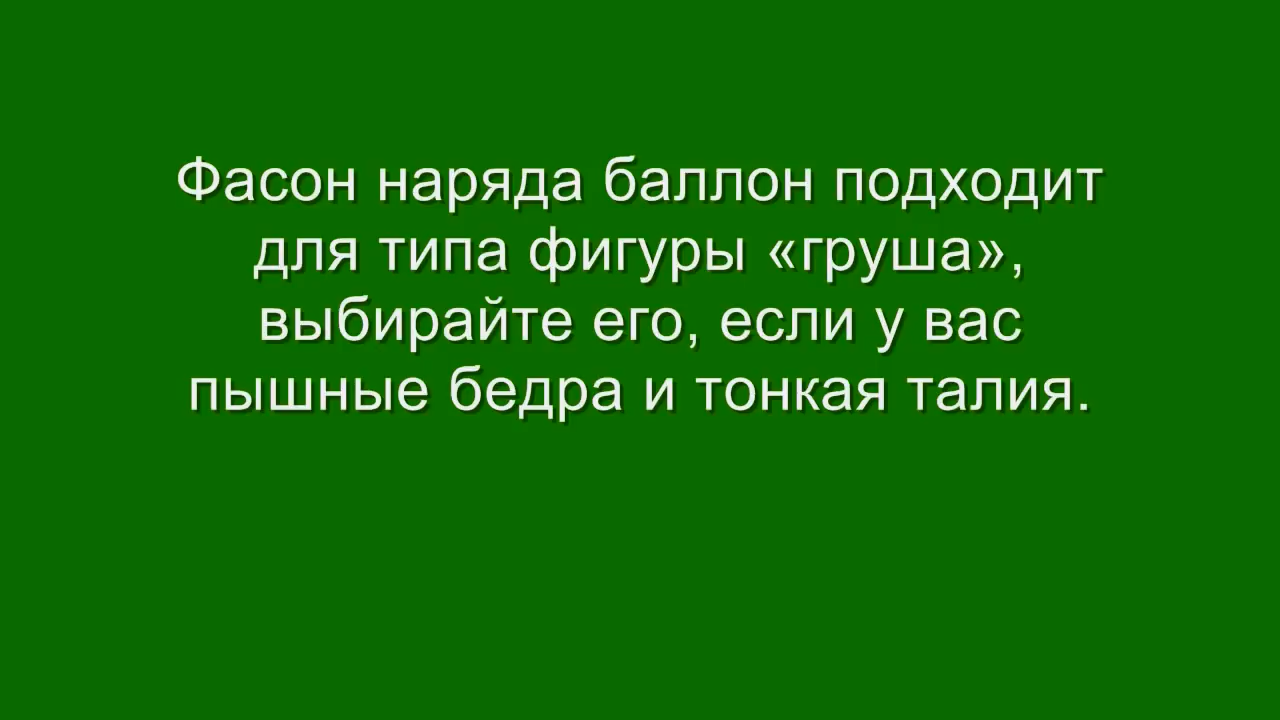 Фасон наряда баллон подходит
для типа фигуры «груша»,
выбирайте его, если у вас
пышные бедра и тонкая талия.